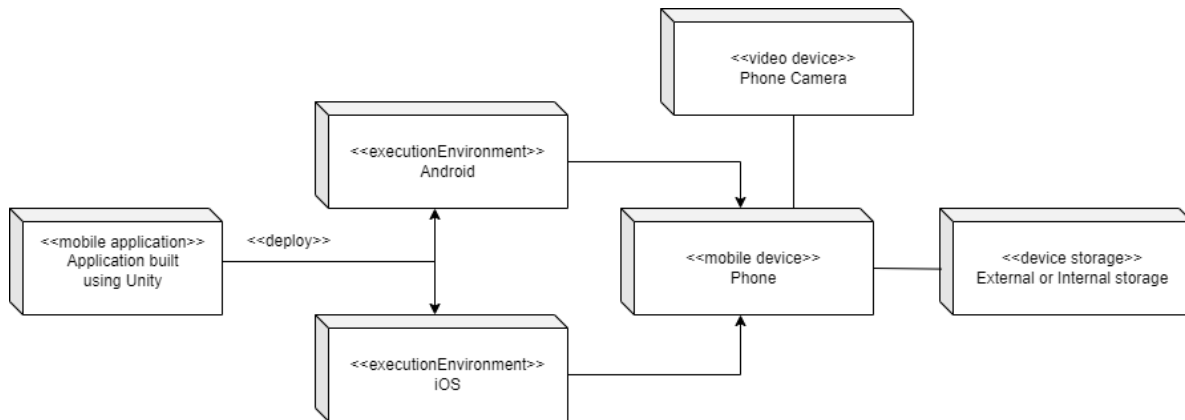 <<video device>>
Phone Camera
<<executionEnvironment>>
Android
<<mobile application>>
Application built
using Unity
<<deploy>>
<<mobile device>>
Phone
<<device storage>>
External or Internal storage
<<executionEnvironment>>
iOS